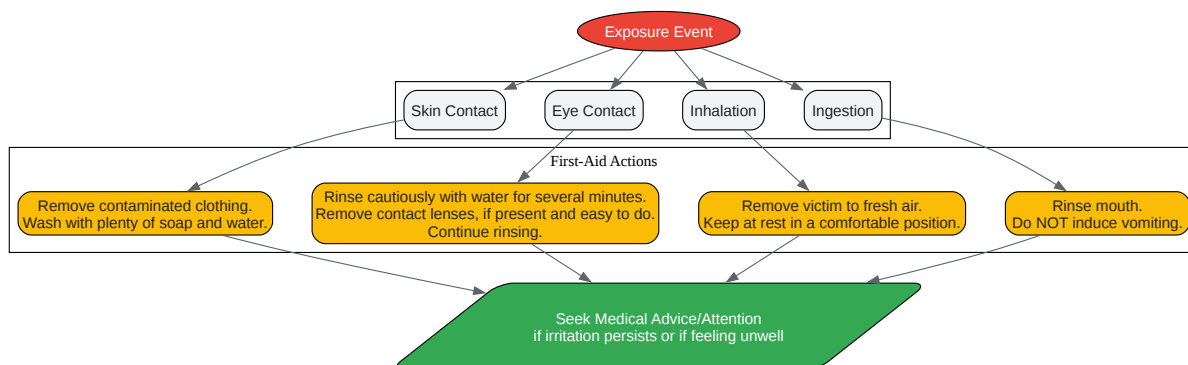 Exposure Event
Skin Contact
Eye Contact
Inhalation
Ingestion
First-Aid Actions
Remove contaminated clothing.
Wash with plenty of soap and water.
Rinse cautiously with water for several minutes.
Remove contact lenses, if present and easy to do.
Continue rinsing.
Remove victim to fresh air.
Keep at rest in a comfortable position.
Rinse mouth.
Do NOT induce vomiting.
Seek Medical Advice/Attention
if irritation persists or if feeling unwell